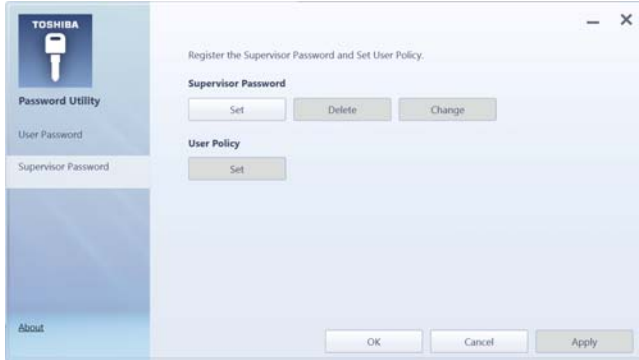 TOSHIBA
Password Utility
User Password
Supervisor Password
About
Register the Supervisor Password and Set User Policy.
Supervisor Password
Set Delete Change
User Policy
Set
OK Cancel Apply